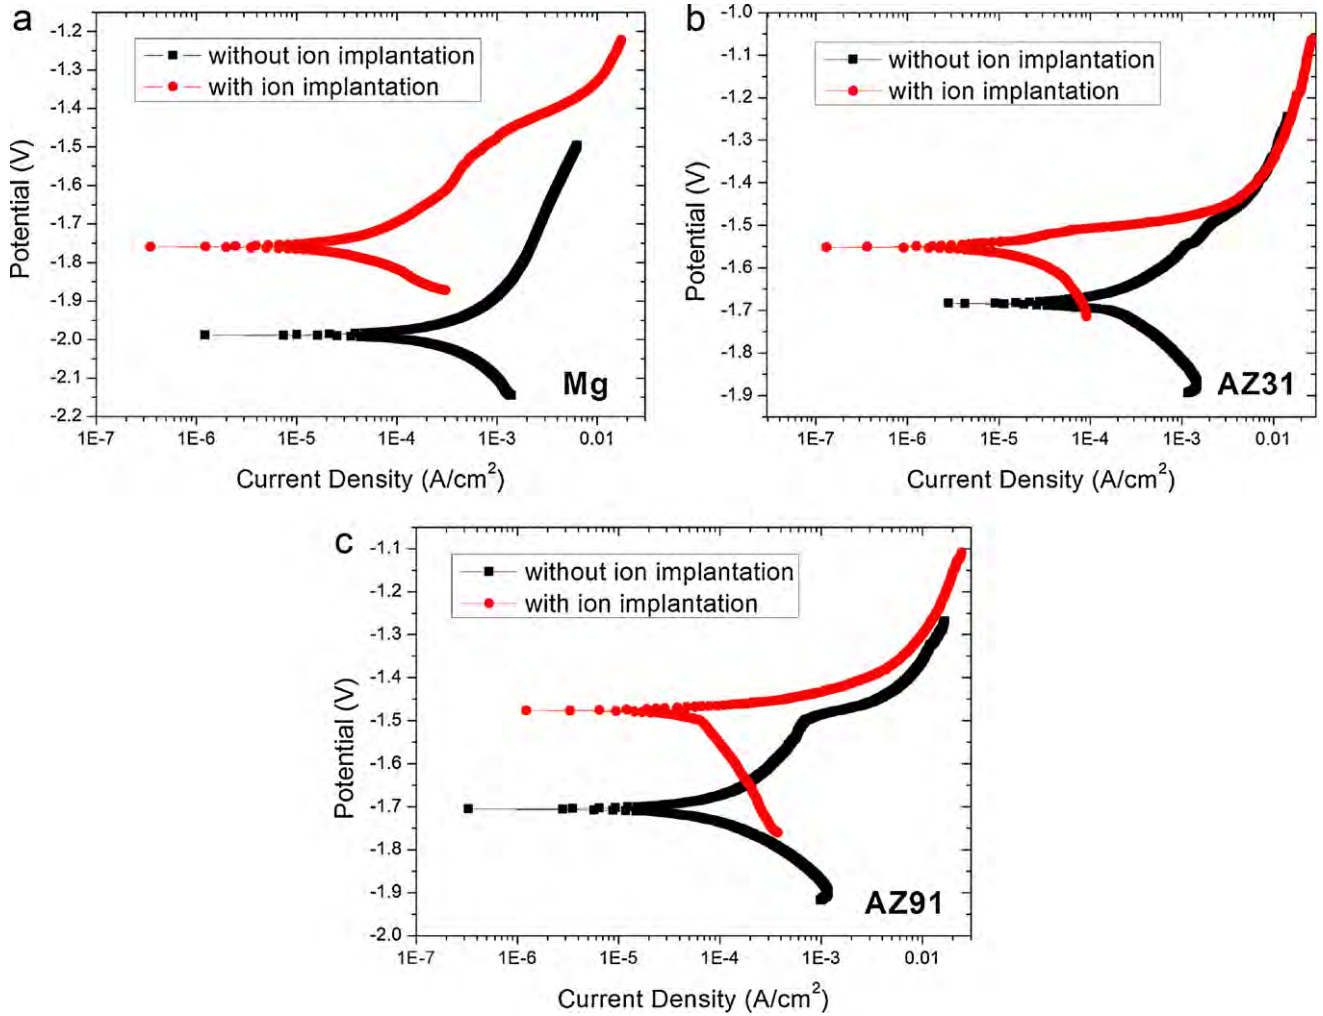 a
-1.2
-1.3
-1.4
-1.5
-1.6
-1.7
-1.8
-1.9
-2.0
-2.1
-2.2
Potential (V)
without ion implantation
with ion implantation
Mg
1E-7 1E-6 1E-5 1E-4 1E-3 0.01
Current Density (A/cm²)
b
-1.0
-1.1
-1.2
-1.3
-1.4
-1.5
-1.6
-1.7
-1.8
-1.9
Potential (V)
without ion implantation
with ion implantation
AZ31
1E-7 1E-6 1E-5 1E-4 1E-3 0.01
Current Density (A/cm²)
c
-1.1
-1.2
-1.3
-1.4
-1.5
-1.6
-1.7
-1.8
-1.9
-2.0
Potential (V)
without ion implantation
with ion implantation
AZ91
1E-7 1E-6 1E-5 1E-4 1E-3 0.01
Current Density (A/cm²)